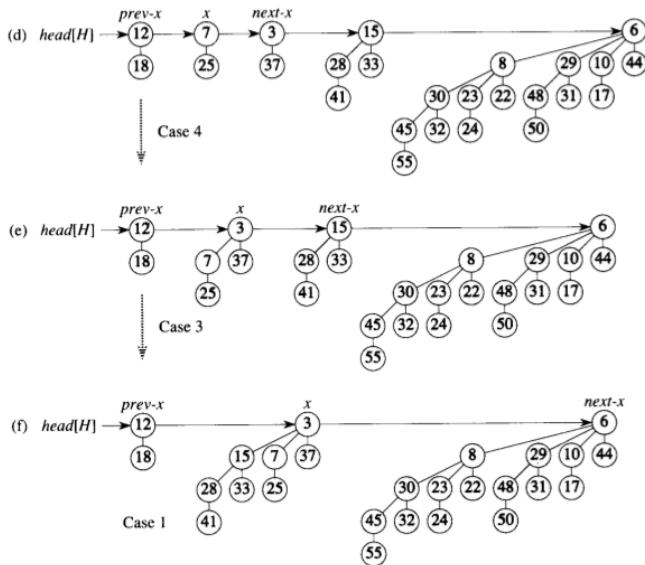 prev-x x next-x
(d) head[H] 12 7 3 15 6
18 25 37 28 33 8 29 10 44
41 30 23 22 48 31 17
45 32 24 50
55
Case 4
prev-x x next-x
(e) head[H] 12 3 15 6
18 7 37 28 33 8 29 10 44
25 41 30 23 22 48 31 17
45 32 24 50
55
Case 3
prev-x x next-x
(f) head[H] 12 3 6
18 15 7 37 8 29 10 44
28 33 25 30 23 22 48 31 17
41 45 32 24 50
Case 1 55